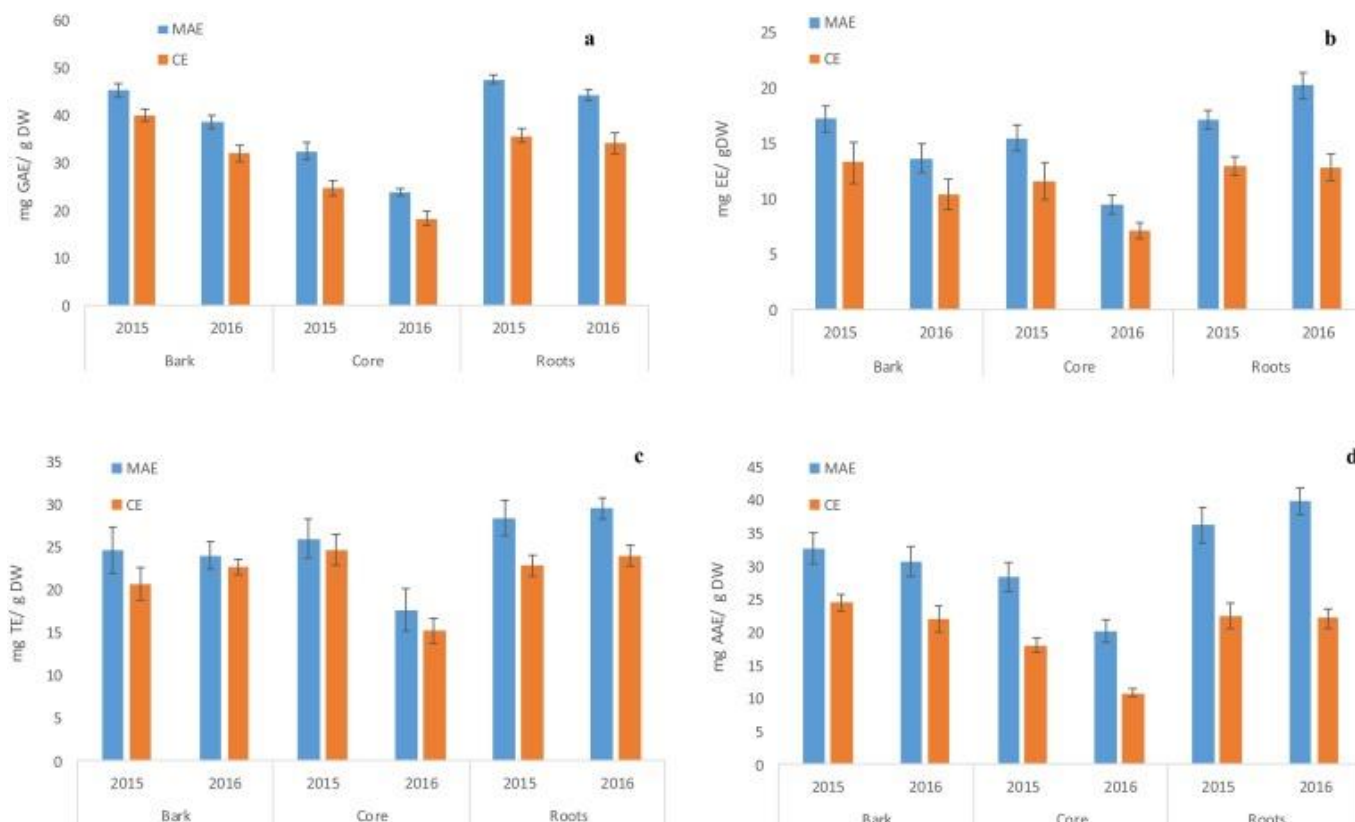 a
MAE
CE
mg GAE/ g DW
60
50
40
30
20
10
0
2015 2016 2015 2016 2015 2016
Bark Core Roots
b
MAE
CE
mg EE/ gDW
25
20
15
10
5
0
2015 2016 2015 2016 2015 2016
Bark Core Roots
c
MAE
CE
mg TE/ g DW
35
30
25
20
15
10
5
0
2015 2016 2015 2016 2015 2016
Bark Core Roots
d
MAE
CE
mg AAE/ g DW
45
40
35
30
25
20
15
10
5
0
2015 2016 2015 2016 2015 2016
Bark Core Roots